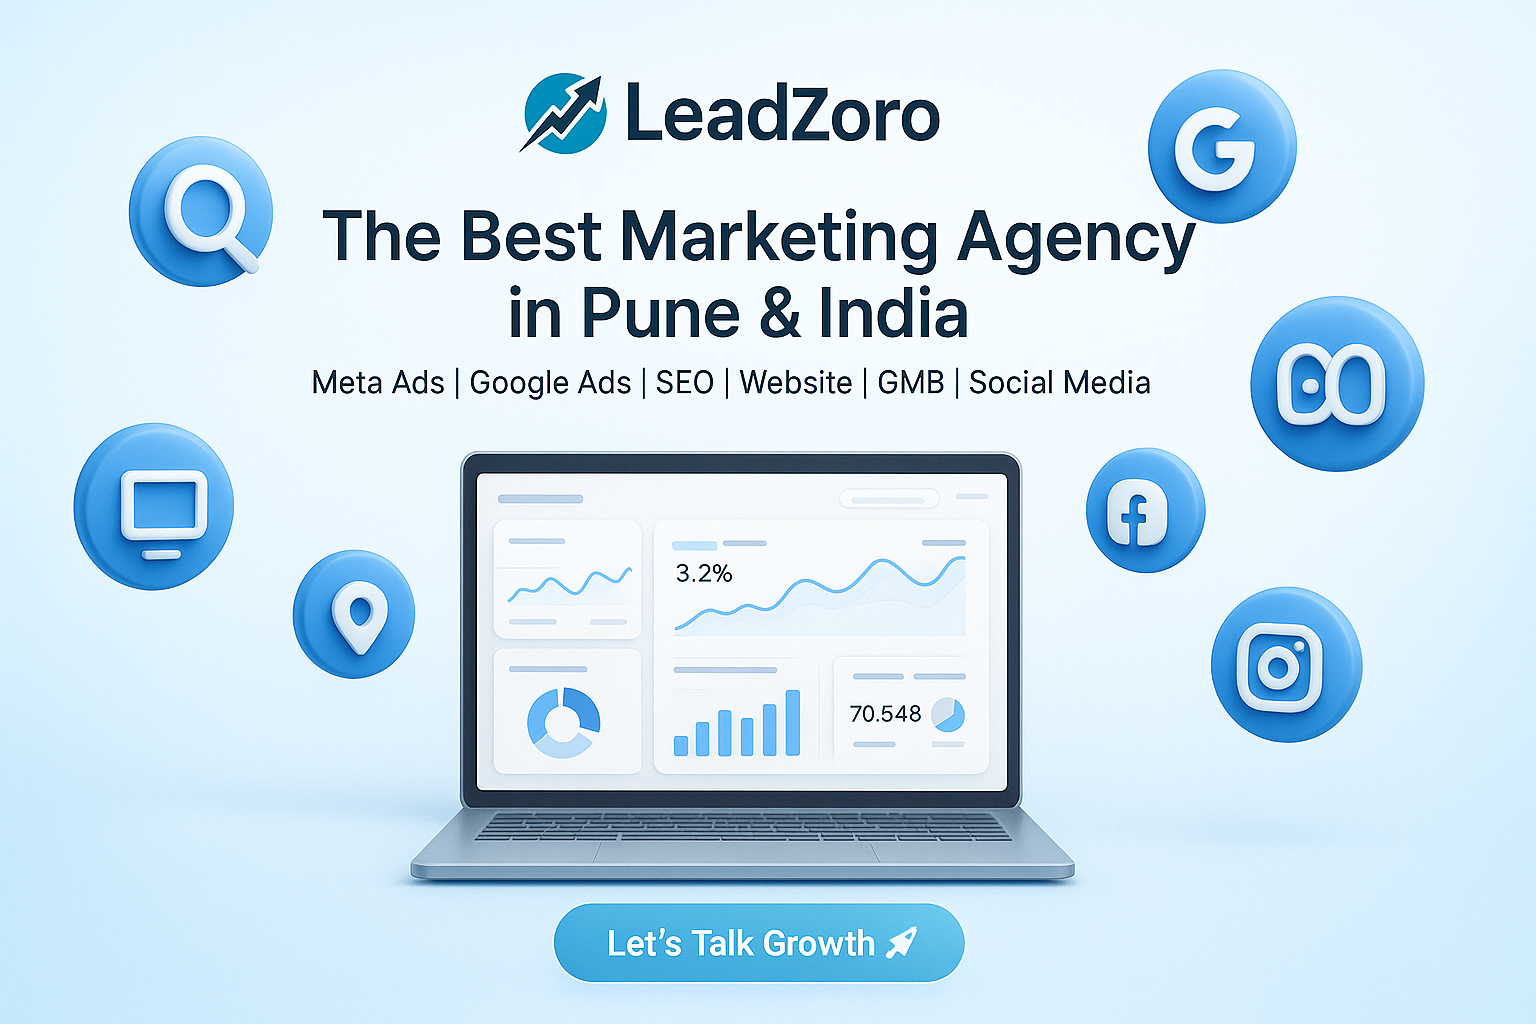 LeadZoro
The Best Marketing Agency
in Pune & India
Meta Ads | Google Ads | SEO | Website | GMB | Social Media
3.2%
70.548
Let's Talk Growth